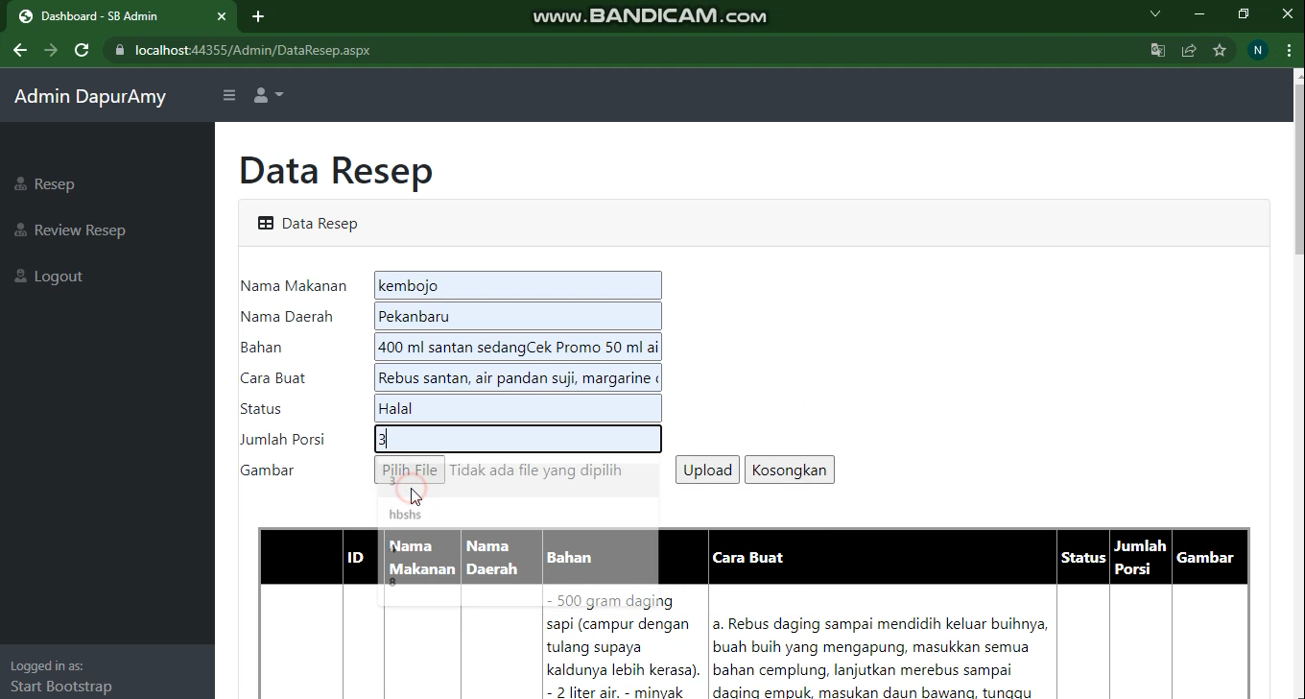 www.BANDICAM.com
Dashboard - SB Admin
localhost:44355/Admin/DataResep.aspx
N
Admin DapurAmy
Resep
Review Resep
Logout
Logged in as:
Start Bootstrap
Data Resep
Data Resep
Nama Makanan kembojo
Nama Daerah Pekanbaru
Bahan 400 ml santan sedangCek Promo 50 ml ai
Cara Buat Rebus santan, air pandan suji, margarine
Status Halal
Jumlah Porsi 3
Gambar Pilih File Tidak ada file yang dipilih Upload Kosongkan
3
hbshs
8
ID Nama Makanan Nama Daerah Bahan Cara Buat Status Jumlah Porsi Gambar
- 500 gram daging
sapi (campur dengan
tulang supaya
kaldunya lebih kerasa).
- 2 liter air. - minyak
a. Rebus daging sampai mendidih keluar buihnya,
buah buih yang mengapung, masukkan semua
bahan cemplung, lanjutkan merebus sampai
daging empuk, masukan daun bawang, tunggu